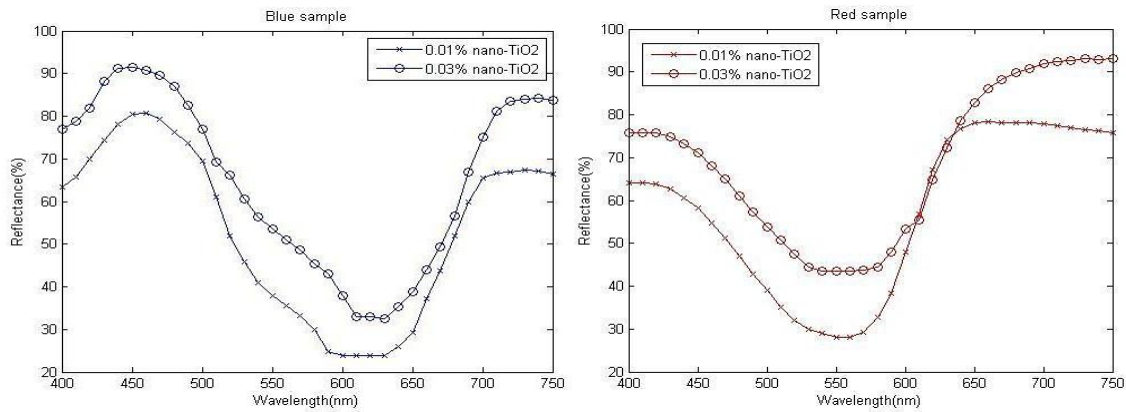 Blue sample
100
90
80
70
60
50
40
30
20
Reflectance(%)
0.01% nano-TiO2
0.03% nano-TiO2
400 450 500 550 600 650 700 750
Wavelength(nm)
Red sample
100
90
80
70
60
50
40
30
20
Reflectance(%)
0.01% nano-TiO2
0.03% nano-TiO2
400 450 500 550 600 650 700 750
Wavelength(nm)